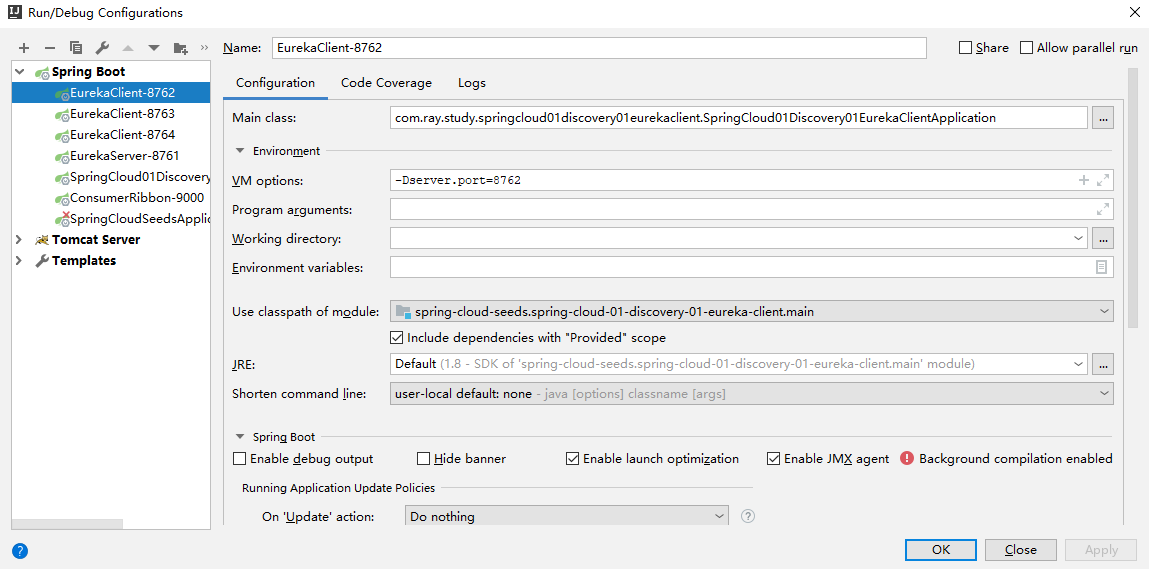 Run/Debug Configurations
Name: EurekaClient-8762
Share
Allow parallel run
Spring Boot
EurekaClient-8762
EurekaClient-8763
EurekaClient-8764
EurekaServer-8761
SpringCloud01Discovery
ConsumerRibbon-9000
SpringCloudSeedsApplic
Tomcat Server
Templates
Configuration
Code Coverage
Logs
Main class: com.ray.study.springcloud01discovery01eurekaclient.SpringCloud01Discovery01EurekaClientApplication ...
Environment
VM options: -Dserver.port=8762
Program arguments:
Working directory: ...
Environment variables:
Use classpath of module: spring-cloud-seeds.spring-cloud-01-discovery-01-eureka-client.main
Include dependencies with "Provided" scope
JRE: Default (1.8 - SDK of 'spring-cloud-seeds.spring-cloud-01-discovery-01-eureka-client.main' module) ...
Shorten command line: user-local default: none - java [options] classname [args]
Spring Boot
Enable debug output
Hide banner
Enable launch optimization
Enable JMX agent
Background compilation enabled
Running Application Update Policies
On 'Update' action: Do nothing ?
?
OK
Close
Apply